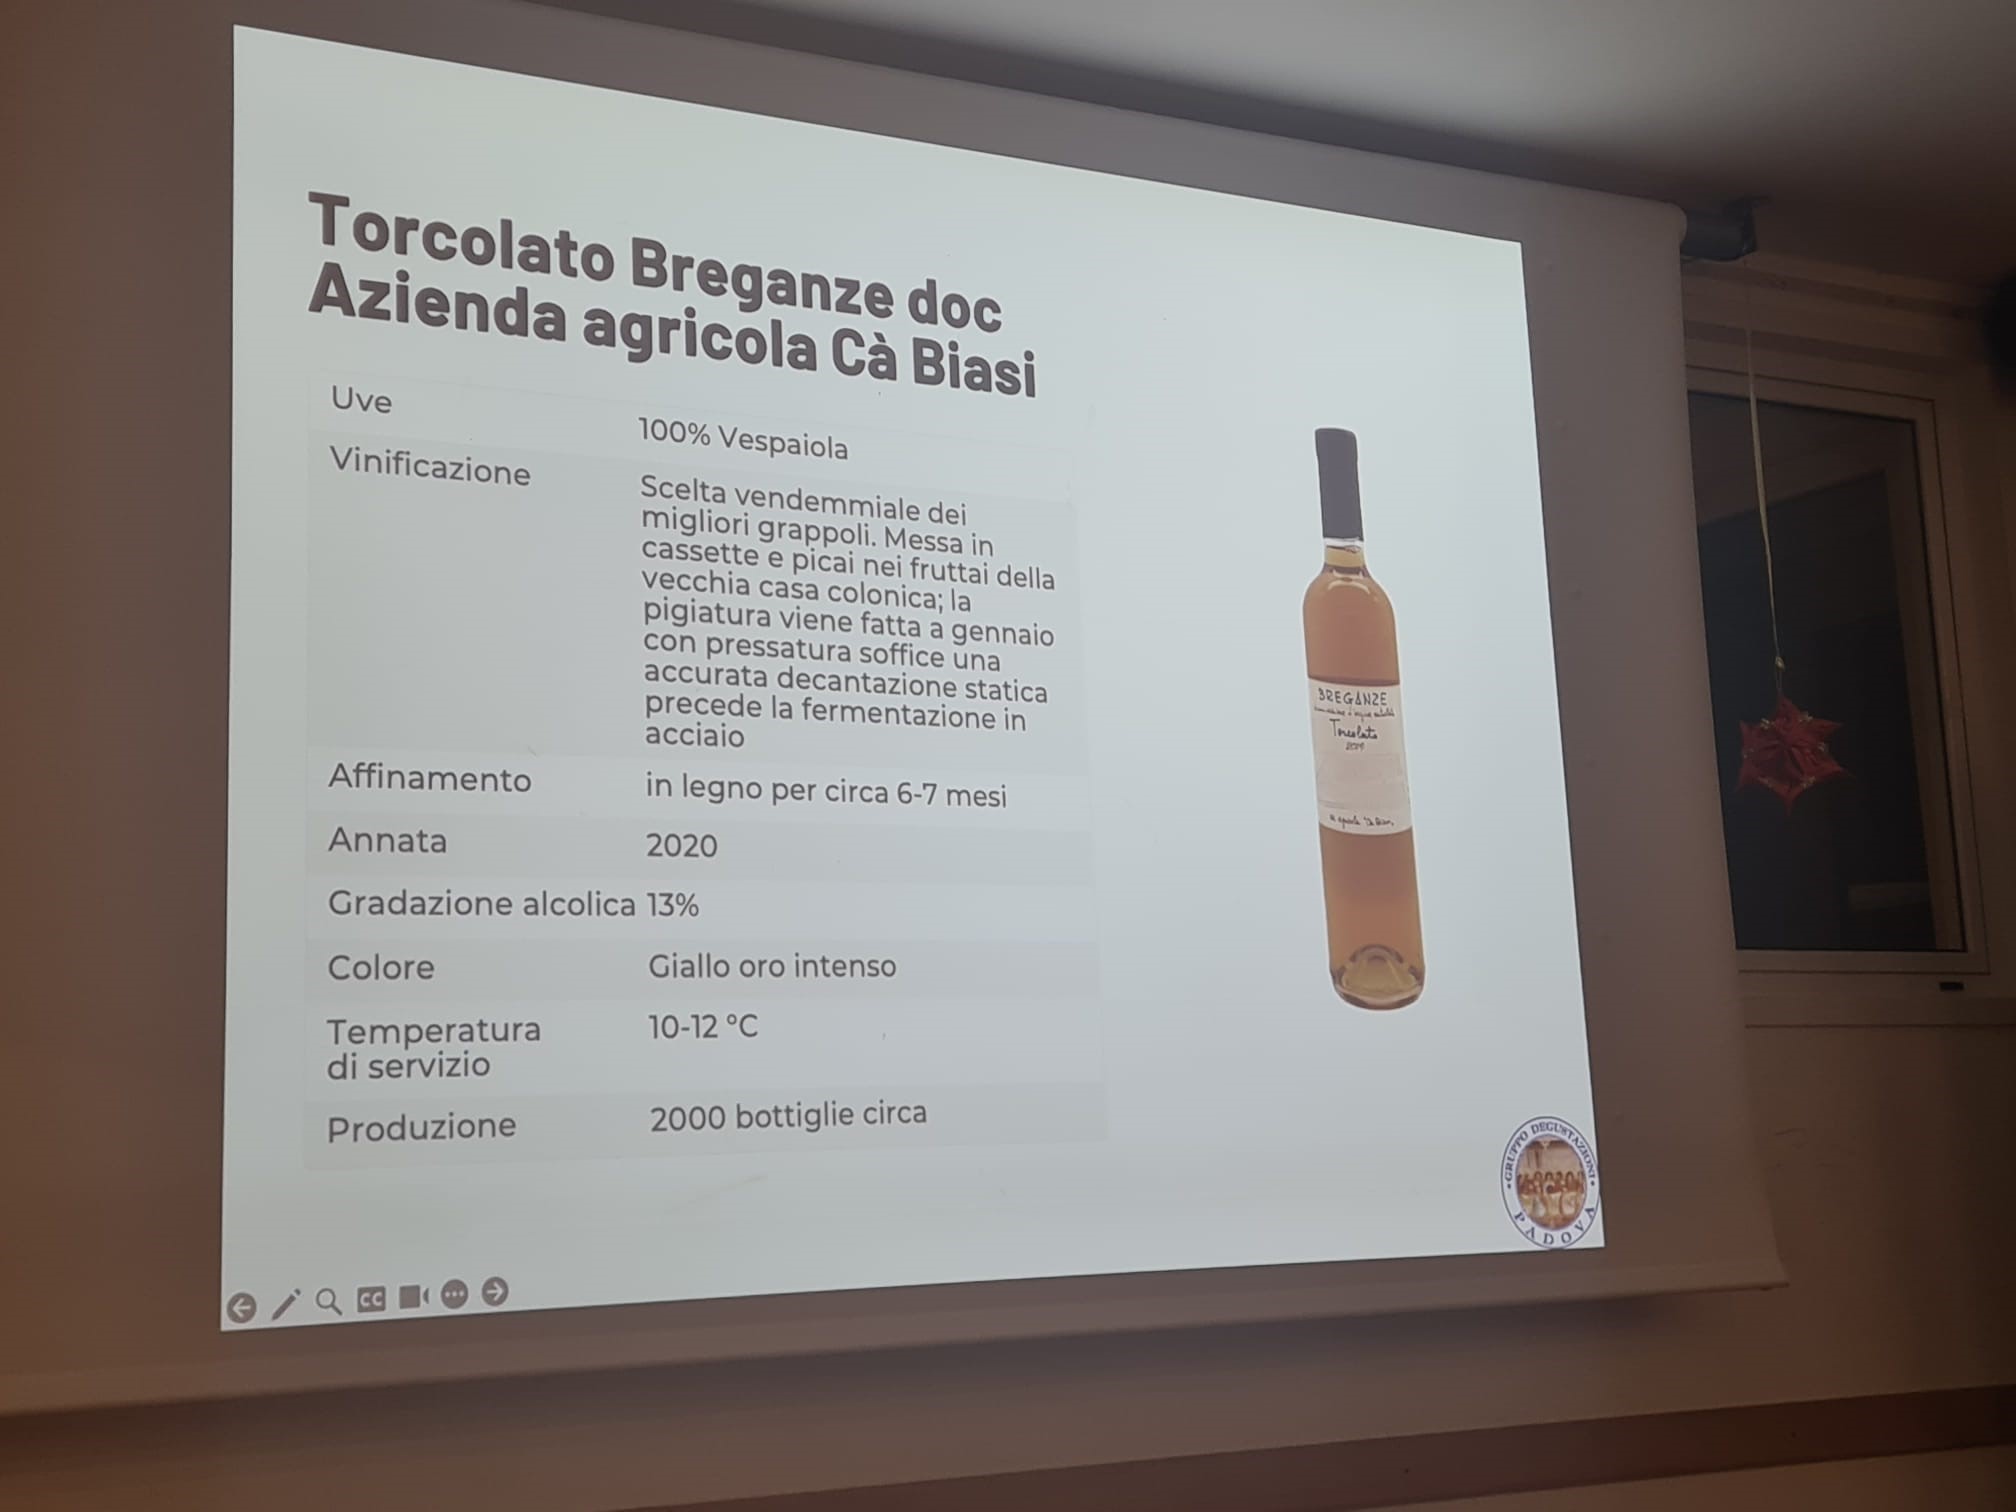 Torcolato Breganze doc
Azienda agricola Cà Biasi
Uve
100% Vespaiola
Vinificazione
Scelta vendemmiale dei
migliori grappoli. Messa in
cassette e picai nei fruttai della
vecchia casa colonica; la
pigiatura viene fatta a gennaio
con pressatura soffice una
accurata decantazione statica
precede la fermentazione in
acciaio
Affinamento
in legno per circa 6-7 mesi
Annata
2020
Gradazione alcolica 13%
Colore
Giallo oro intenso
Temperatura
di servizio
10-12 °C
Produzione
2000 bottiglie circa
BREGANZE
Torcolato
GRUPPO DEGUSTAZIONI
PADOVA
CC